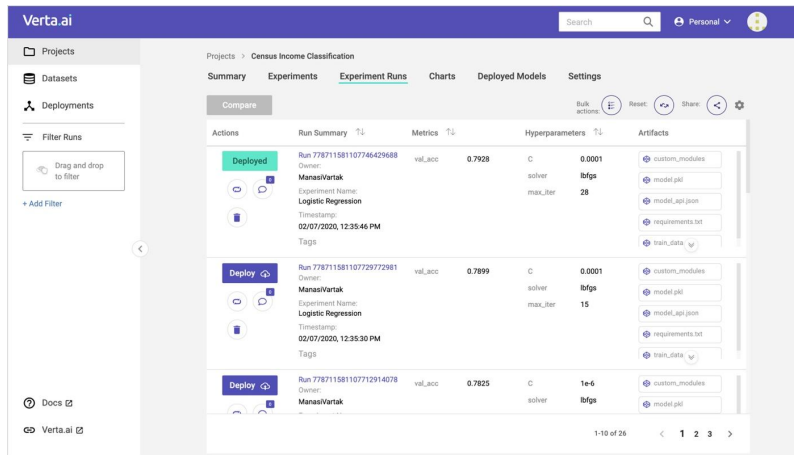 Verta.ai
Search
Personal
Projects
Datasets
Deployments
Filter Runs
Drag and drop
to filter
+ Add Filter
Docs
Verta.ai
Projects > Census Income Classification
Summary Experiments Experiment Runs Charts Deployed Models Settings
Compare
Bulk
actions:
Reset:
Share:
Actions Run Summary Metrics Hyperparameters Artifacts
Deployed
0
Run 778711581107746429688
Owner:
ManasiVartak
Experiment Name:
Logistic Regression
Timestamp:
02/07/2020, 12:35:46 PM
Tags
val_acc 0.7928
C 0.0001
solver lbfgs
max_iter 28
custom_modules
model.pkl
model_api.json
requirements.txt
train_data
Deploy
0
Run 778711581107729772981
Owner:
ManasiVartak
Experiment Name:
Logistic Regression
Timestamp:
02/07/2020, 12:35:30 PM
Tags
val_acc 0.7899
C 0.0001
solver lbfgs
max_iter 15
custom_modules
model.pkl
model_api.json
requirements.txt
train_data
Deploy
0
Run 778711581107712914078
Owner:
ManasiVartak
val_acc 0.7825
C 1e-6
solver lbfgs
custom_modules
model.pkl
1-10 of 26 < 1 2 3 >